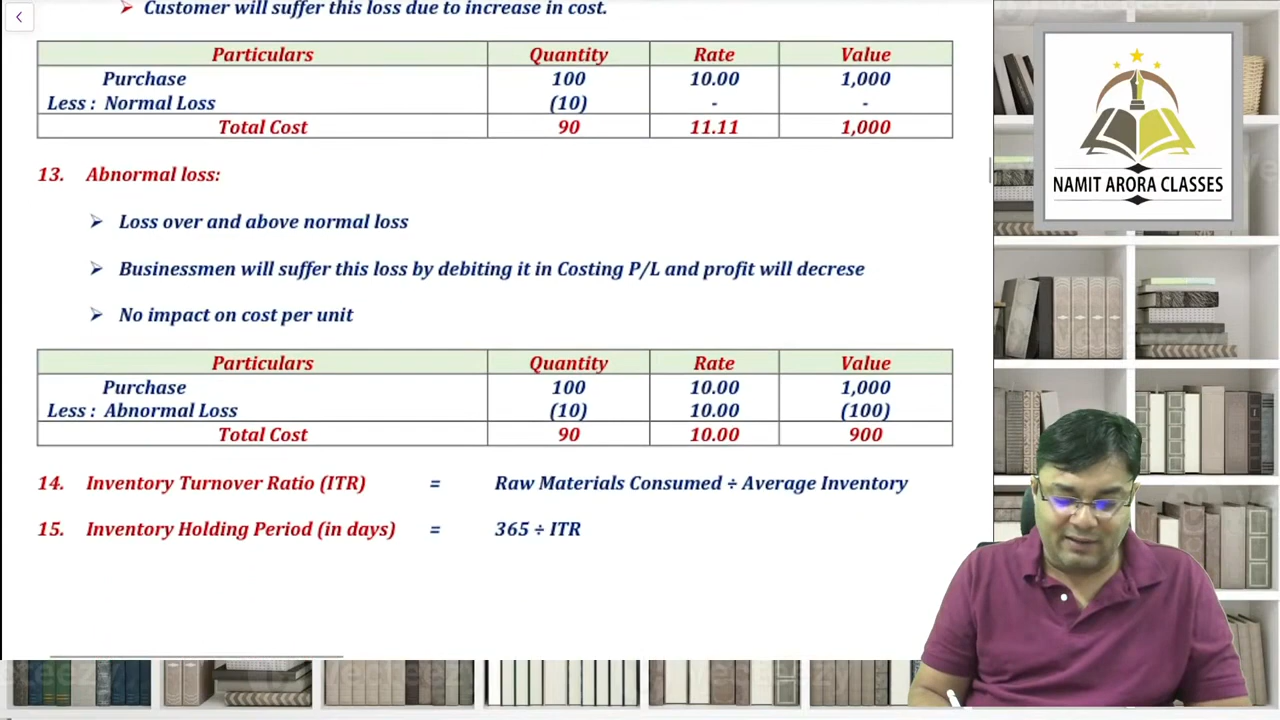 Customer will suffer this loss due to increase in cost.
Particulars Quantity Rate Value
Purchase 100 10.00 1,000
Less : Normal Loss (10) - -
Total Cost 90 11.11 1,000
13. Abnormal loss:
Loss over and above normal loss
Businessmen will suffer this loss by debiting it in Costing P/L and profit will decrese
No impact on cost per unit
Particulars Quantity Rate Value
Purchase 100 10.00 1,000
Less : Abnormal Loss (10) 10.00 (100)
Total Cost 90 10.00 900
14. Inventory Turnover Ratio (ITR) = Raw Materials Consumed ÷ Average Inventory
15. Inventory Holding Period (in days) = 365 ÷ ITR
NAMIT ARORA CLASSES